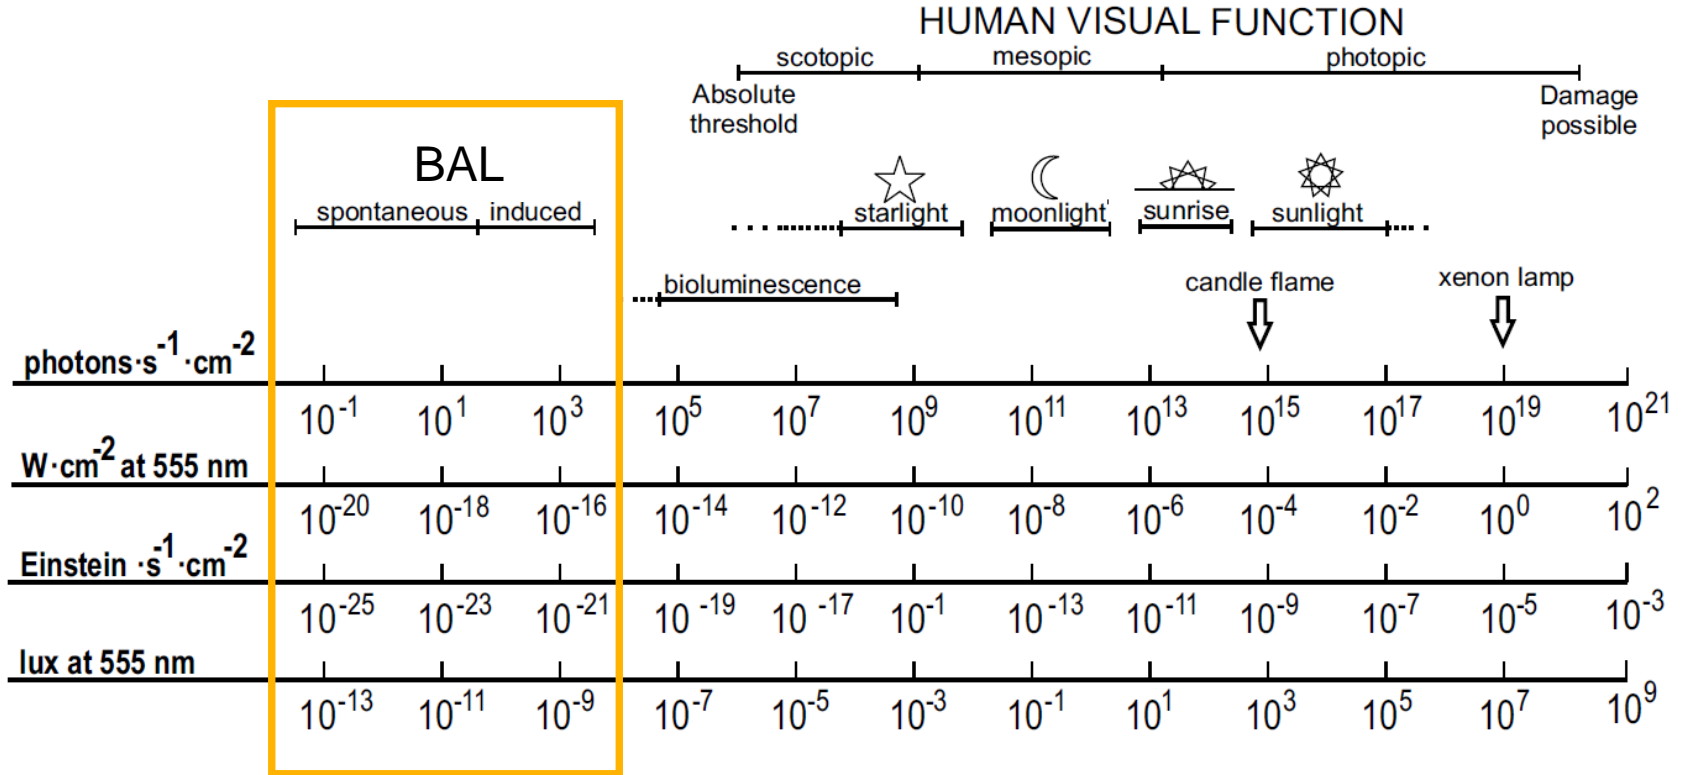 HUMAN VISUAL FUNCTION
scotopic mesopic photopic
Absolute threshold
Damage possible
BAL
spontaneous induced
starlight moonlight' sunrise sunlight
bioluminescence
candle flame
xenon lamp
photons·s⁻¹·cm⁻²
10⁻¹ 10¹ 10³ 10⁵ 10⁷ 10⁹ 10¹¹ 10¹³ 10¹⁵ 10¹⁷ 10¹⁹ 10²¹
W·cm⁻² at 555 nm
10⁻²⁰ 10⁻¹⁸ 10⁻¹⁶ 10⁻¹⁴ 10⁻¹² 10⁻¹⁰ 10⁻⁸ 10⁻⁶ 10⁻⁴ 10⁻² 10⁰ 10²
Einstein ·s⁻¹·cm⁻²
10⁻²⁵ 10⁻²³ 10⁻²¹ 10⁻¹⁹ 10⁻¹⁷ 10⁻¹ 10⁻¹³ 10⁻¹¹ 10⁻⁹ 10⁻⁷ 10⁻⁵ 10⁻³
lux at 555 nm
10⁻¹³ 10⁻¹¹ 10⁻⁹ 10⁻⁷ 10⁻⁵ 10⁻³ 10⁻¹ 10¹ 10³ 10⁵ 10⁷ 10⁹